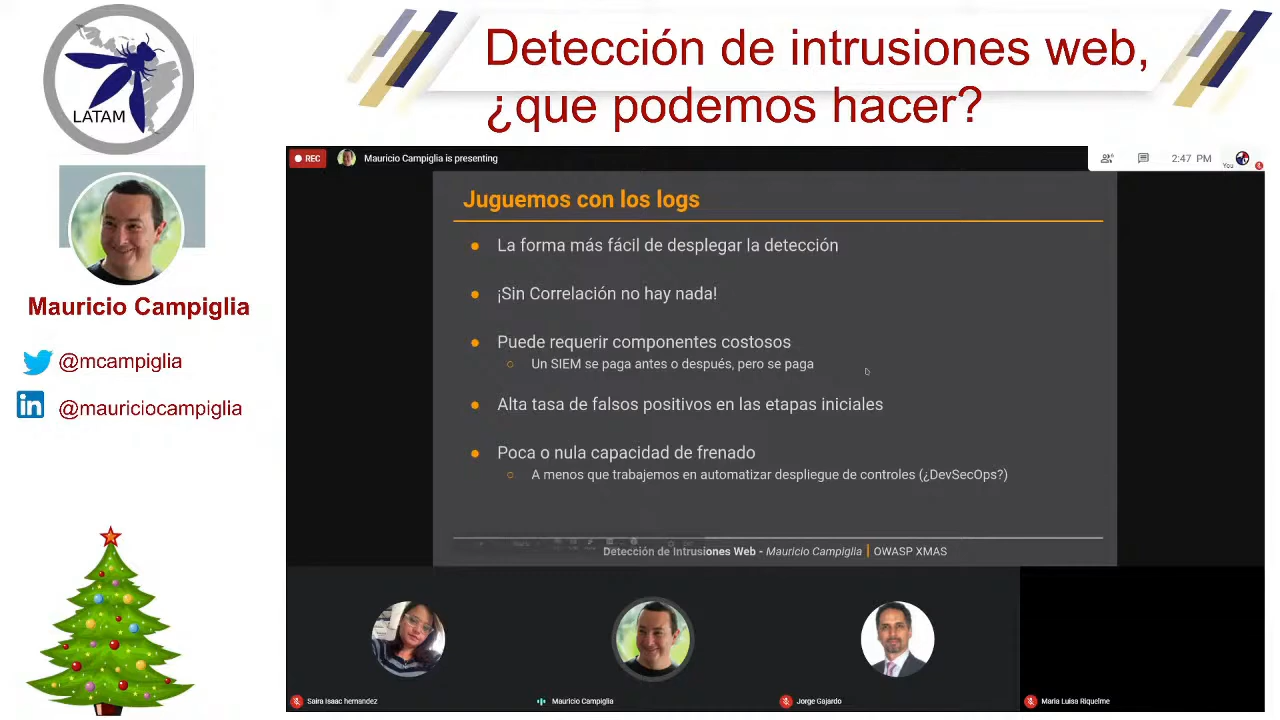 LATAM
Detección de intrusiones web,
¿que podemos hacer?
Mauricio Campiglia
@mcampiglia
in
@mauriciocampiglia
REC
Mauricio Campiglia is presenting
2:47 PM
You
Juguemos con los logs
La forma más fácil de desplegar la detección
¡Sin Correlación no hay nada!
Puede requerir componentes costosos
Un SIEM se paga antes o después, pero se paga
Alta tasa de falsos positivos en las etapas iniciales
Poca o nula capacidad de frenado
A menos que trabajemos en automatizar despliegue de controles (¿DevSecOps?)
Detección de Intrusiones Web - Mauricio Campiglia | OWASP XMAS
Saira Isaac hernandez
Mauricio Campiglia
Jorge Gajardo
Maria Luisa Riquelme